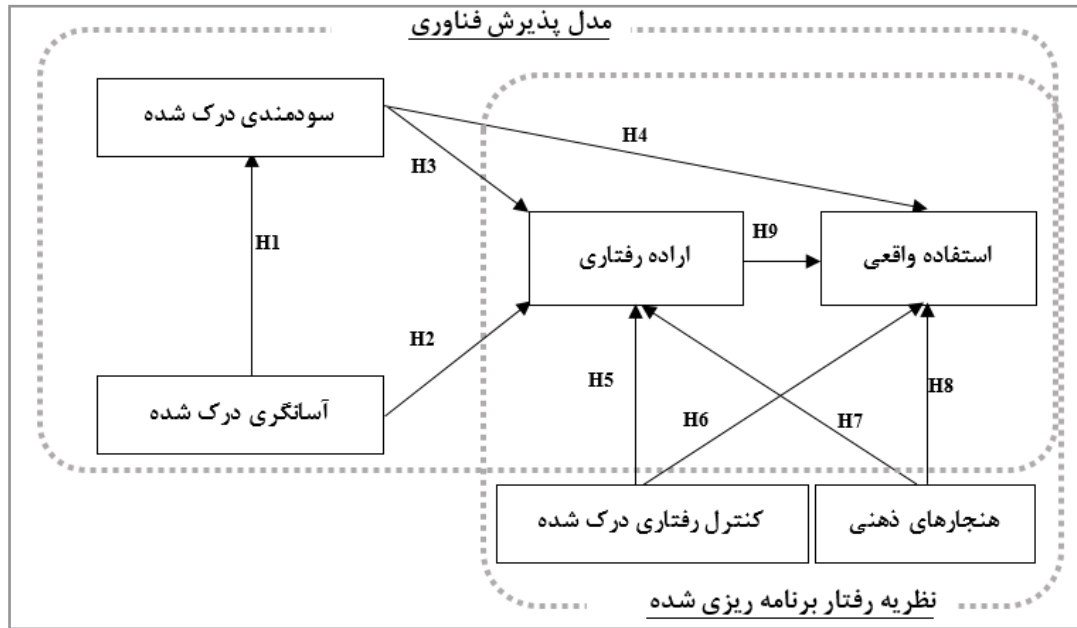 مدل پذیرش فناوری
سودمندی درک شده
H4
H3
H1
اراده رفتاری
H9
استفاده واقعی
H2
آسانگری درک شده
H5
H6
H7
H8
کنترل رفتاری درک شده
هنجارهای ذهنی
نظریه رفتار برنامه ریزی شده